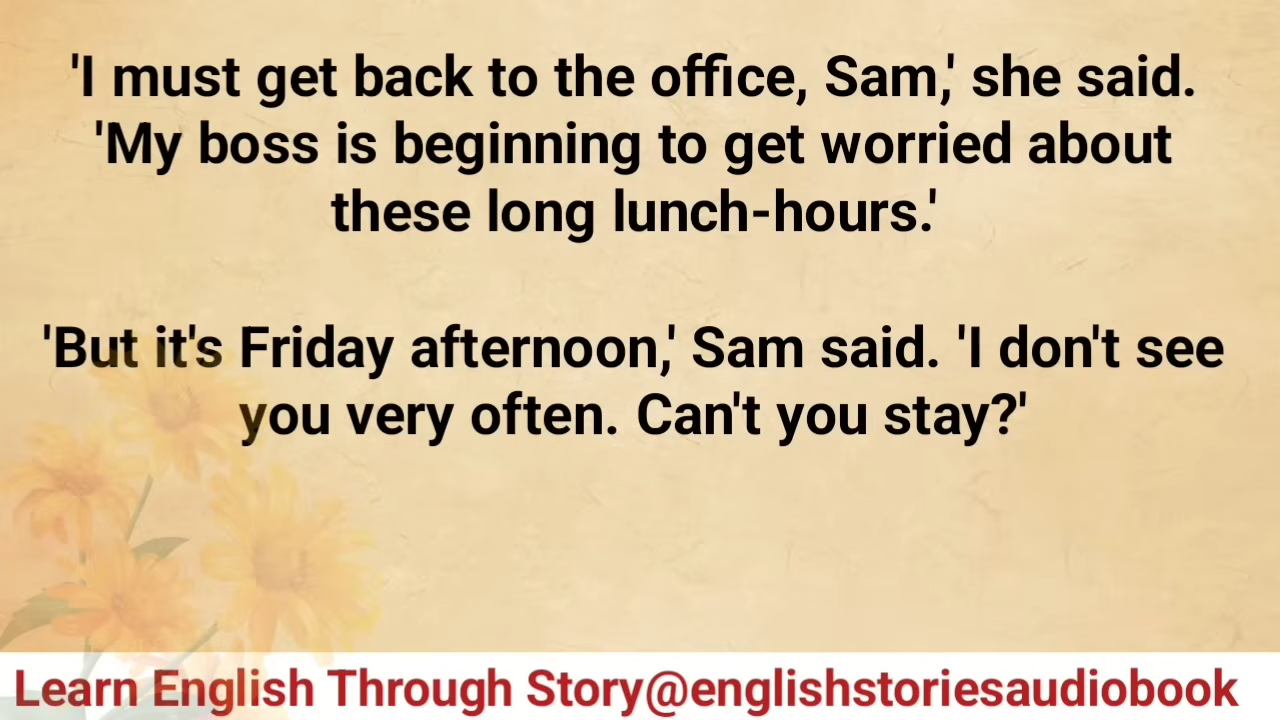 'I must get back to the office, Sam,' she said.
'My boss is beginning to get worried about
these long lunch-hours.'
'But it's Friday afternoon,' Sam said. 'I don't see
you very often. Can't you stay?'
Learn English Through Story@englishstoriesaudiobook